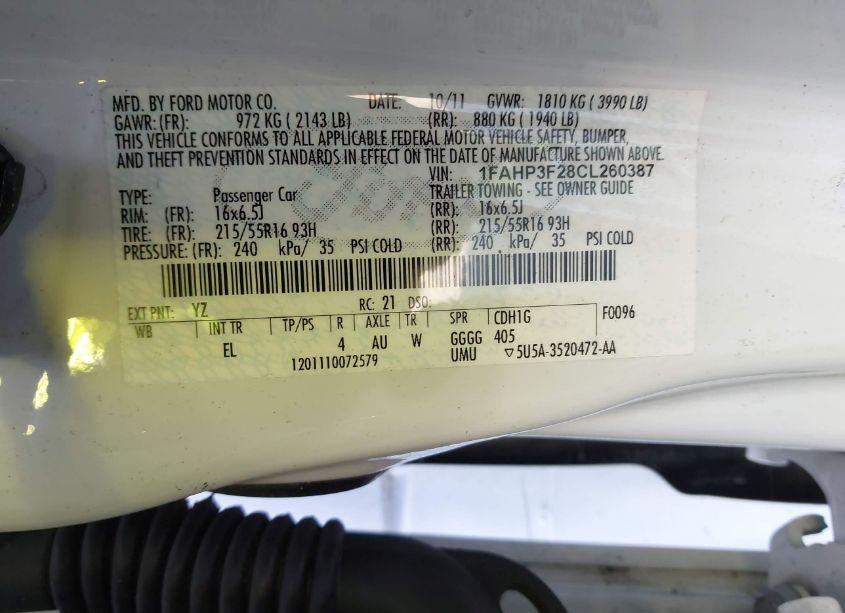 MFD. BY FORD MOTOR CO. DATE: 10/11 GVWR: 1810 KG ( 3990 LB)
GAWR: (FR): 972 KG ( 2143 LB) (RR): 880 KG ( 1940 LB)
THIS VEHICLE CONFORMS TO ALL APPLICABLE FEDERAL MOTOR VEHICLE SAFETY, BUMPER,
AND THEFT PREVENTION STANDARDS IN EFFECT ON THE DATE OF MANUFACTURE SHOWN ABOVE.
VIN: 1FAHP3F28CL260387
TYPE: Passenger Car TRAILER TOWING - SEE OWNER GUIDE
RIM: (FR): 16x6.5J (RR): 16x6.5J
TIRE: (FR): 215/55R16 93H (RR): 215/55R16 93H
PRESSURE: (FR): 240 kPa/ 35 PSI COLD (RR): 240 kPa/ 35 PSI COLD
EXT PNT: YZ RC: 21 DSO:
WB INT TR TP/PS R AXLE TR SPR CDH1G F0096
EL 4 AU W GGGG 405
1201110072579 UMU ▽5U5A-3520472-AA